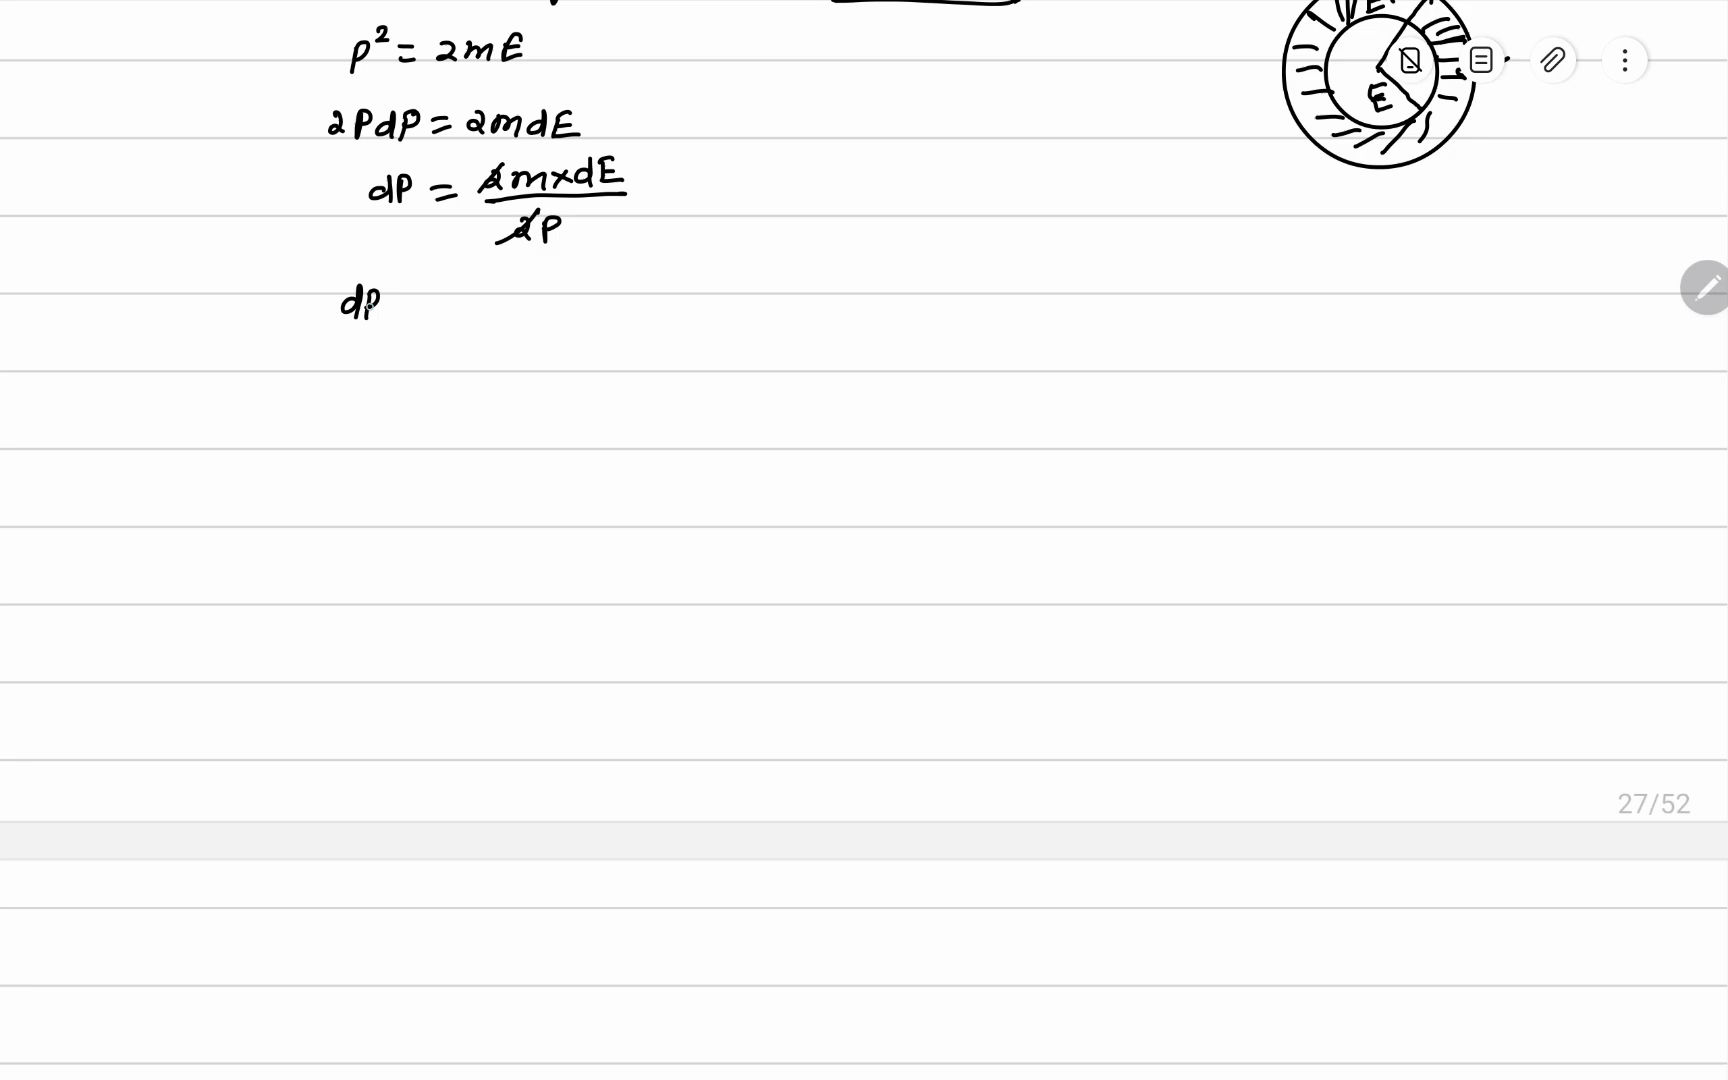 E
p² = 2mE
E
2PdP = 2mdE
dP = 2m×dE / 2P
dP
27/52